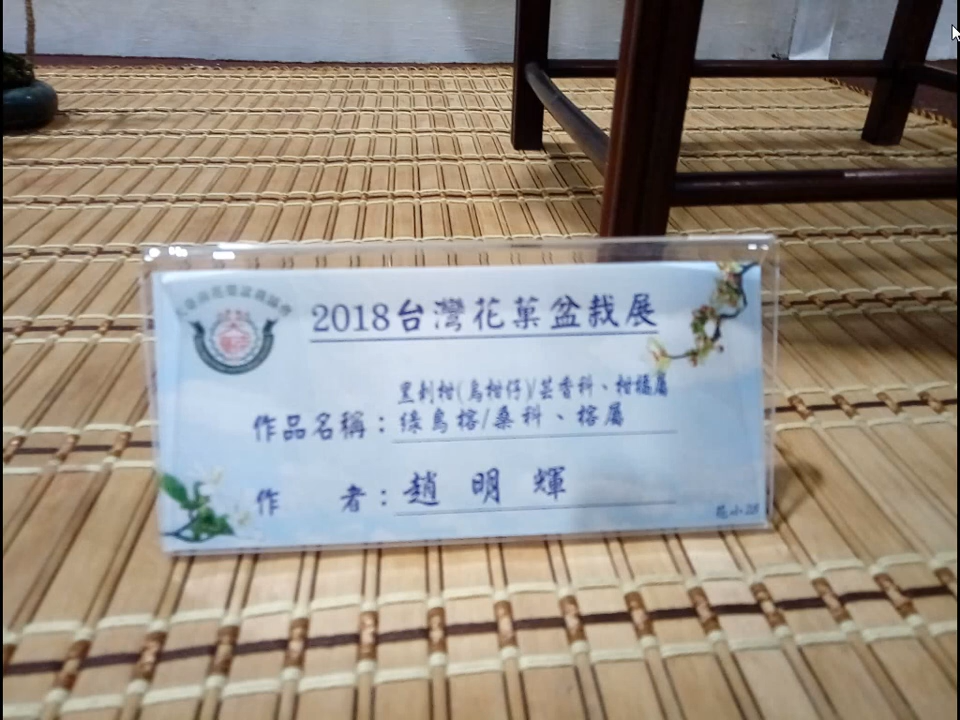 2018台灣花菓盆栽展
黑刺柑(烏柑仔)/芸香科、柑橘屬
作品名稱：綠島榕/桑科、榕屬
作　者：趙明輝